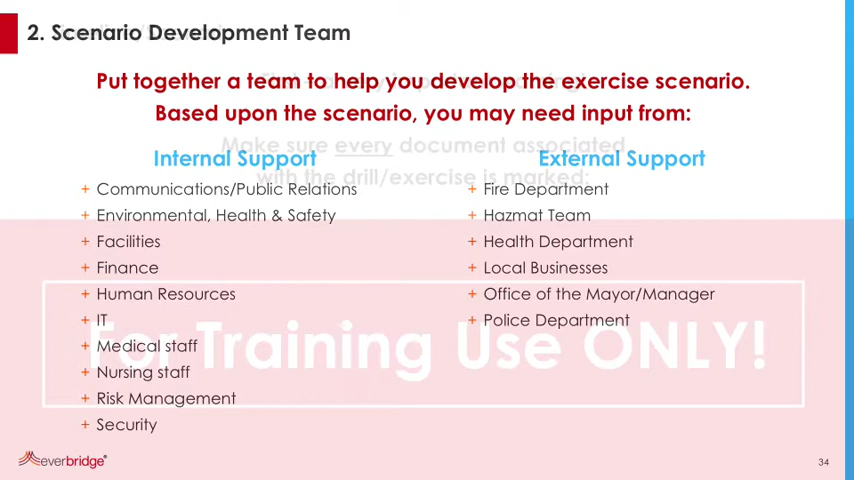 2. Scenario Development Team
Put together a team to help you develop the exercise scenario.
Based upon the scenario, you may need input from:
Make sure every document associated
with the drill/exercise is marked:
Internal Support
+ Communications/Public Relations
+ Environmental, Health & Safety
+ Facilities
+ Finance
+ Human Resources
+ IT
+ Medical staff
+ Nursing staff
+ Risk Management
+ Security
External Support
+ Fire Department
+ Hazmat Team
+ Health Department
+ Local Businesses
+ Office of the Mayor/Manager
+ Police Department
For Training Use ONLY!
everbridge®
34